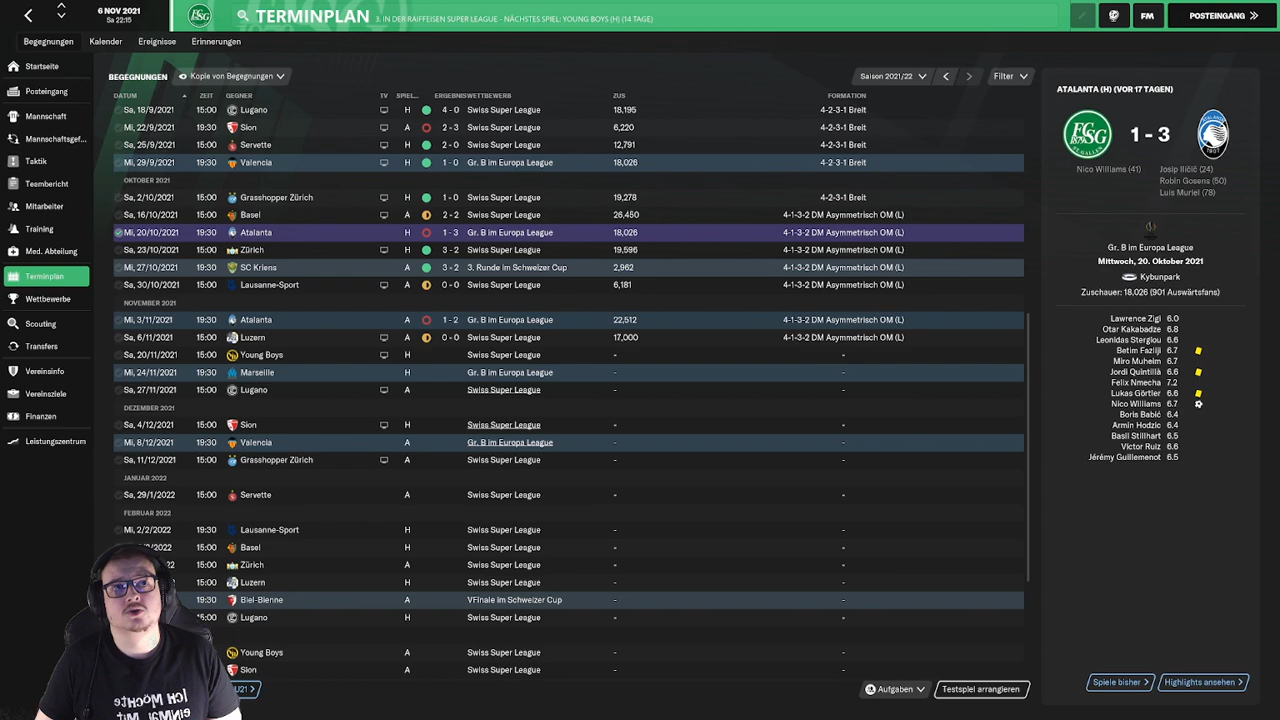 6 NOV 2021
Sa 22:15
TERMINPLAN 3. IN DER RAIFFEISEN SUPER LEAGUE - NÄCHSTES SPIEL: YOUNG BOYS (H) (14 TAGE)
FM
POSTEINGANG
Begegnungen Kalender Ereignisse Erinnerungen
Startseite
Posteingang
Mannschaft
Mannschaftsgef...
Taktik
Teambericht
Mitarbeiter
Training
Med. Abteilung
Terminplan
Wettbewerbe
Scouting
Transfers
Vereinsinfo
Vereinsziele
Finanzen
Leistungszentrum
BEGEGNUNGEN Kopie von Begegnungen Saison 2021/22 Filter
DATUM ZEIT GEGNER TV SPIEL... ERGEBNIS WETTBEWERB ZUS FORMATION
Sa, 18/9/2021 15:00 Lugano H 4-0 Swiss Super League 18,195 4-2-3-1 Breit
Mi, 22/9/2021 19:30 Sion A 2-3 Swiss Super League 6,220 4-2-3-1 Breit
Sa, 25/9/2021 15:00 Servette H 2-0 Swiss Super League 12,791 4-2-3-1 Breit
Mi, 29/9/2021 19:30 Valencia H 1-0 Gr. B im Europa League 18,026 4-2-3-1 Breit
OKTOBER 2021
Sa, 2/10/2021 15:00 Grasshopper Zürich H 1-0 Swiss Super League 19,278 4-2-3-1 Breit
Sa, 16/10/2021 15:00 Basel A 2-2 Swiss Super League 26,450 4-1-3-2 DM Asymmetrisch OM (L)
Mi, 20/10/2021 19:30 Atalanta H 1-3 Gr. B im Europa League 18,026 4-1-3-2 DM Asymmetrisch OM (L)
Sa, 23/10/2021 15:00 Zürich H 3-2 Swiss Super League 19,596 4-1-3-2 DM Asymmetrisch OM (L)
Mi, 27/10/2021 19:30 SC Kriens A 3-2 3. Runde im Schweizer Cup 2,962 4-1-3-2 DM Asymmetrisch OM (L)
Sa, 30/10/2021 15:00 Lausanne-Sport A 0-0 Swiss Super League 6,181 4-1-3-2 DM Asymmetrisch OM (L)
NOVEMBER 2021
Mi, 3/11/2021 19:30 Atalanta A 1-2 Gr. B im Europa League 22,512 4-1-3-2 DM Asymmetrisch OM (L)
Sa, 6/11/2021 15:00 Luzern A 0-0 Swiss Super League 17,000 4-1-3-2 DM Asymmetrisch OM (L)
Sa, 20/11/2021 15:00 Young Boys H Swiss Super League - -
Mi, 24/11/2021 19:30 Marseille H Gr. B im Europa League - -
Sa, 27/11/2021 15:00 Lugano A Swiss Super League - -
DEZEMBER 2021
Sa, 4/12/2021 15:00 Sion H Swiss Super League - -
Mi, 8/12/2021 19:30 Valencia A Gr. B im Europa League - -
Sa, 11/12/2021 15:00 Grasshopper Zürich A Swiss Super League - -
JANUAR 2022
Sa, 29/1/2022 15:00 Servette A Swiss Super League - -
FEBRUAR 2022
Mi, 2/2/2022 19:30 Lausanne-Sport H Swiss Super League - -
/2022 15:00 Basel H Swiss Super League - -
2022 15:00 Zürich A Swiss Super League - -
15:00 Luzern H Swiss Super League - -
19:30 Biel-Bienne A VFinale im Schweizer Cup - -
15:00 Lugano H Swiss Super League - -
Young Boys A Swiss Super League - -
Sion A Swiss Super League - -
U21 Aufgaben Testspiel arrangieren
ATALANTA (H) (VOR 17 TAGEN)
1 - 3
Nico Williams (41) Josip Iličić (24)
Robin Gosens (50)
Luis Muriel (78)
Gr. B im Europa League
Mittwoch, 20. Oktober 2021
Kybunpark
Zuschauer: 18,026 (901 Auswärtsfans)
Lawrence Zigi 6.0
Otar Kakabadze 6.8
Leonidas Stergiou 6.6
Betim Fazliji 6.7
Miro Muheim 6.7
Jordi Quintillà 6.6
Felix Nmecha 7.2
Lukas Görtler 6.6
Nico Williams 6.7
Boris Babić 6.4
Armin Hodzic 6.4
Basil Stillhart 6.5
Víctor Ruiz 6.6
Jérémy Guillemenot 6.5
Spiele bisher Highlights ansehen
ICH MÖCHTE
EINMAL MIT